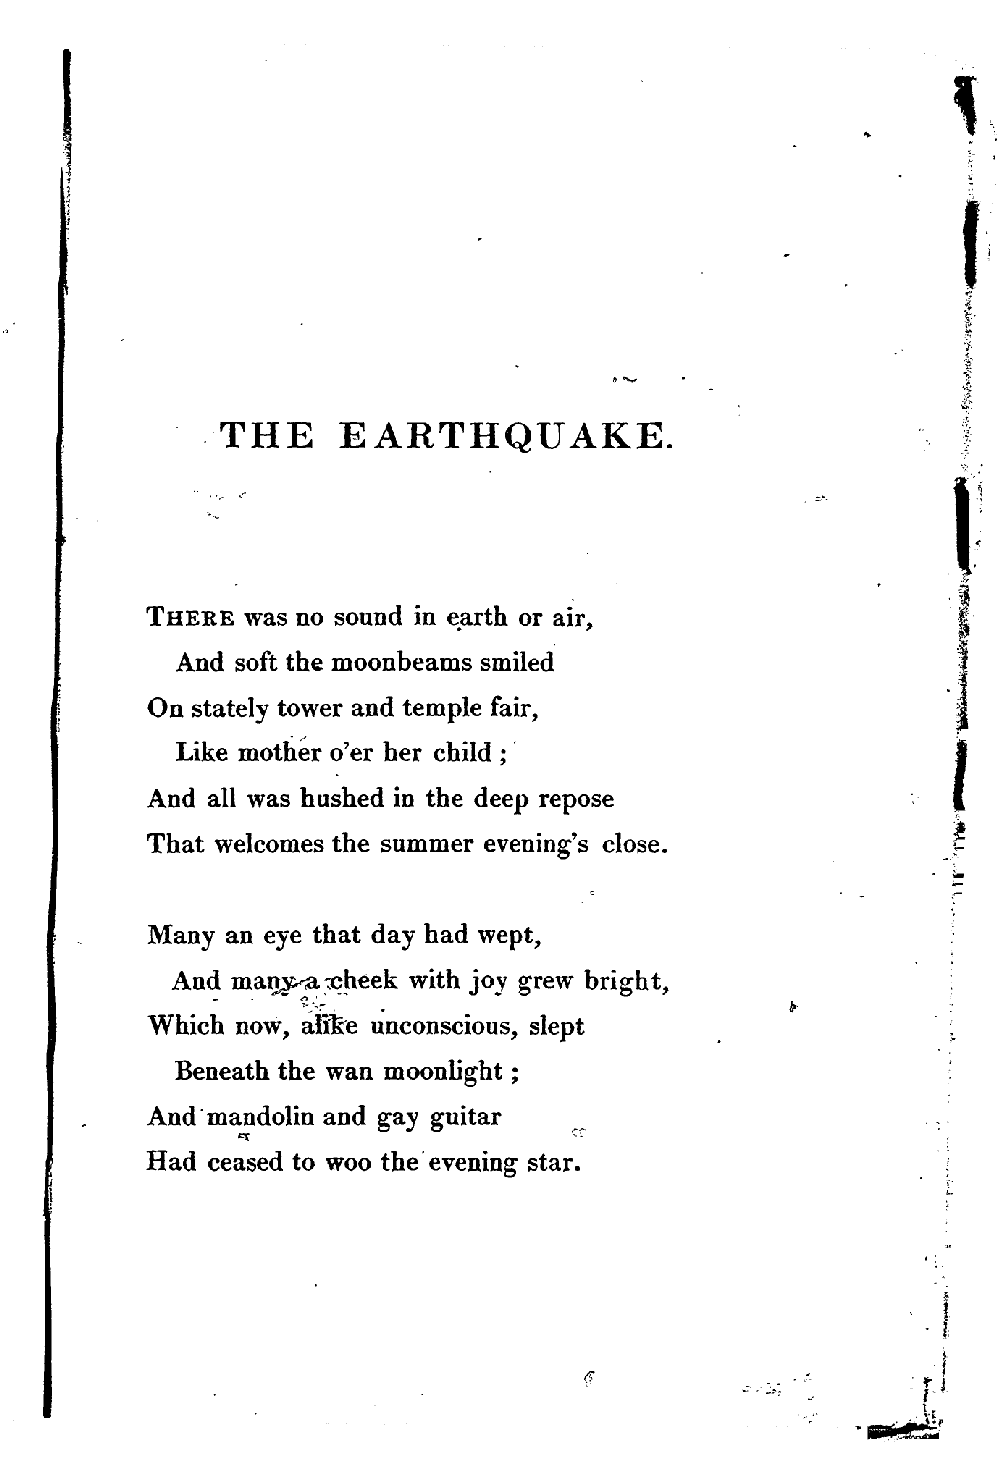 THE EARTHQUAKE.
THERE was no sound in earth or air,
And soft the moonbeams smiled
On stately tower and temple fair,
Like mother o'er her child ;
And all was hushed in the deep repose
That welcomes the summer evening's close.
Many an eye that day had wept,
And many a cheek with joy grew bright,
Which now, alike unconscious, slept
Beneath the wan moonlight ;
And mandolin and gay guitar
Had ceased to woo the evening star.